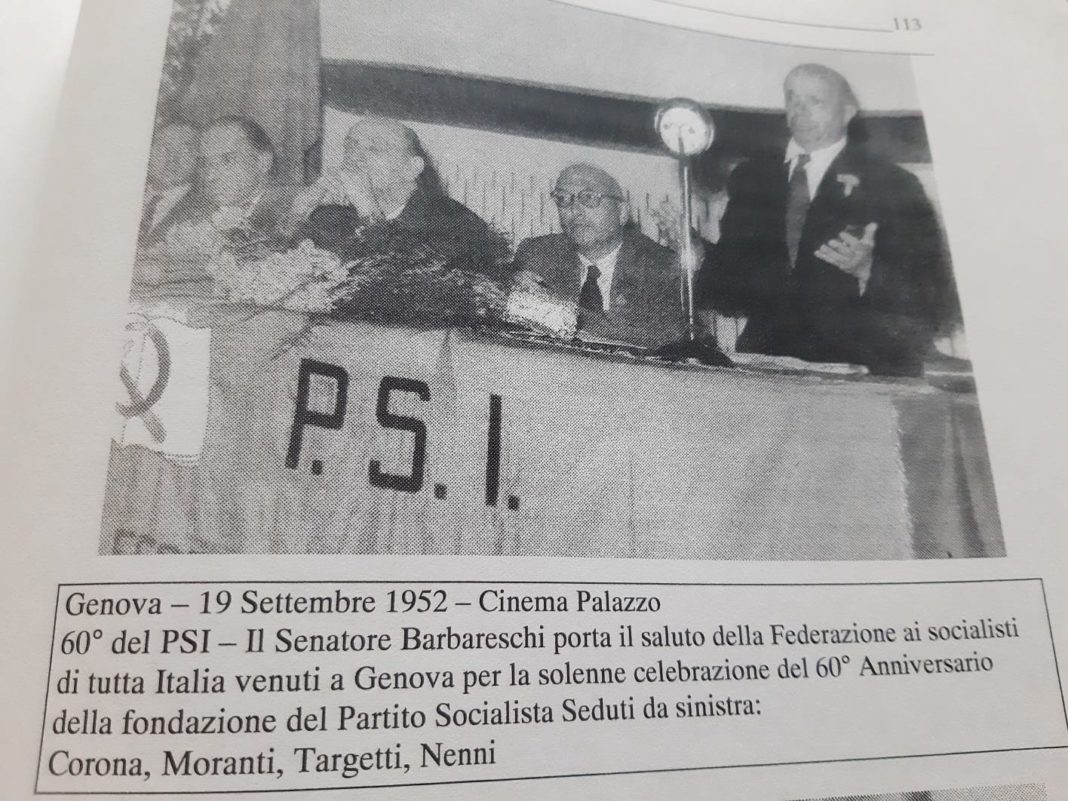 113
P.S.I.
Genova – 19 Settembre 1952 – Cinema Palazzo
60° del PSI – Il Senatore Barbareschi porta il saluto della Federazione ai socialisti
di tutta Italia venuti a Genova per la solenne celebrazione del 60° Anniversario
della fondazione del Partito Socialista Seduti da sinistra:
Corona, Moranti, Targetti, Nenni